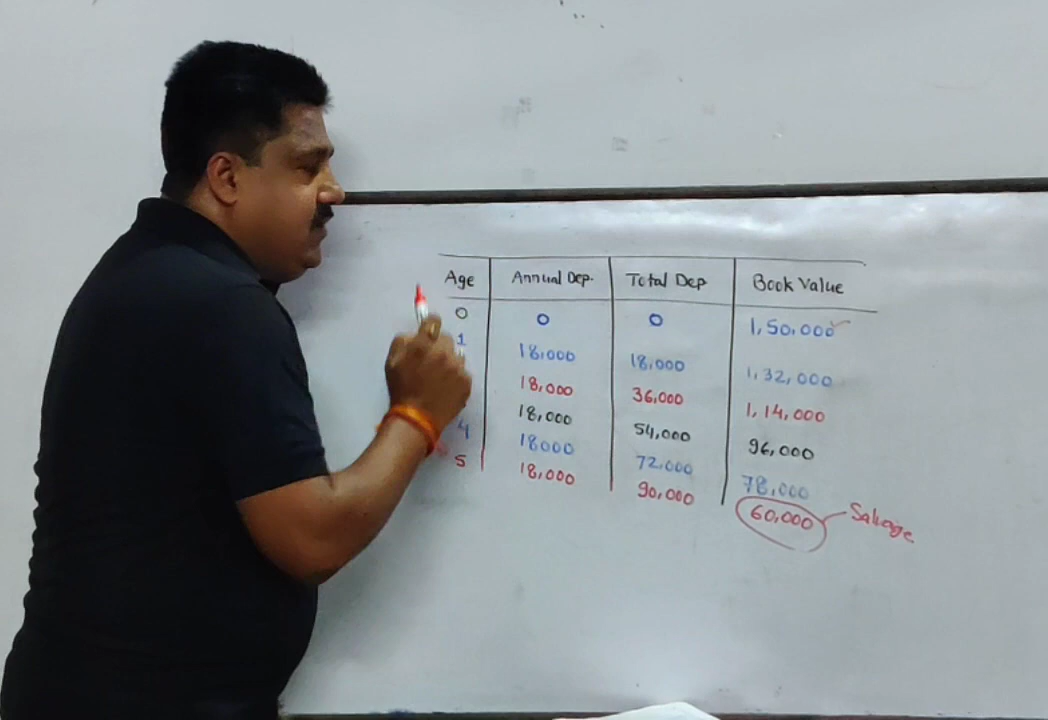 Age Annual Dep. Total Dep Book Value
0 0 0 1,50,000
1 18,000 18,000 1,32,000
18,000 36,000 1,14,000
18,000 54,000 96,000
4 18000 72,000 78,000
5 18,000 90,000 60,000 Salvage